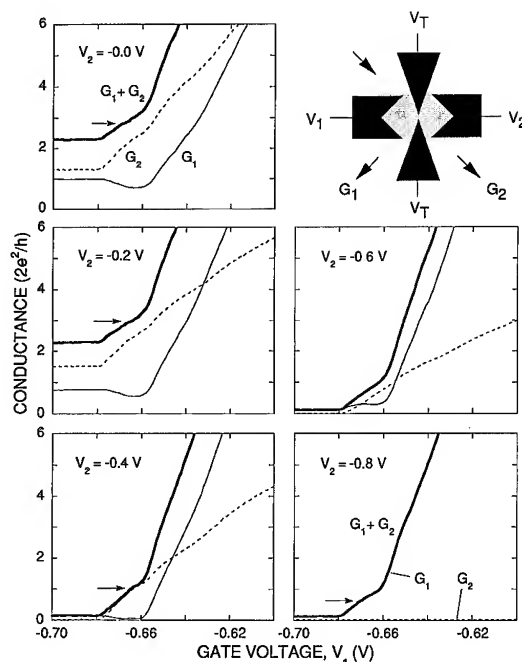 6
V₂ = -0.0 V
4
G₁ + G₂
2
G₂
G₁
0
V_T
V₁
V₂
G₁
G₂
V_T
CONDUCTANCE (2e²/h)
6
V₂ = -0.2 V
4
2
0
V₂ = -0 6 V
6
V₂ = -0.4 V
4
2
0
V₂ = -0.8 V
G₁ + G₂
G₁
G₂
-0.70 -0.66 -0.62
-0.70 -0.66 -0.62
GATE VOLTAGE, V (V)